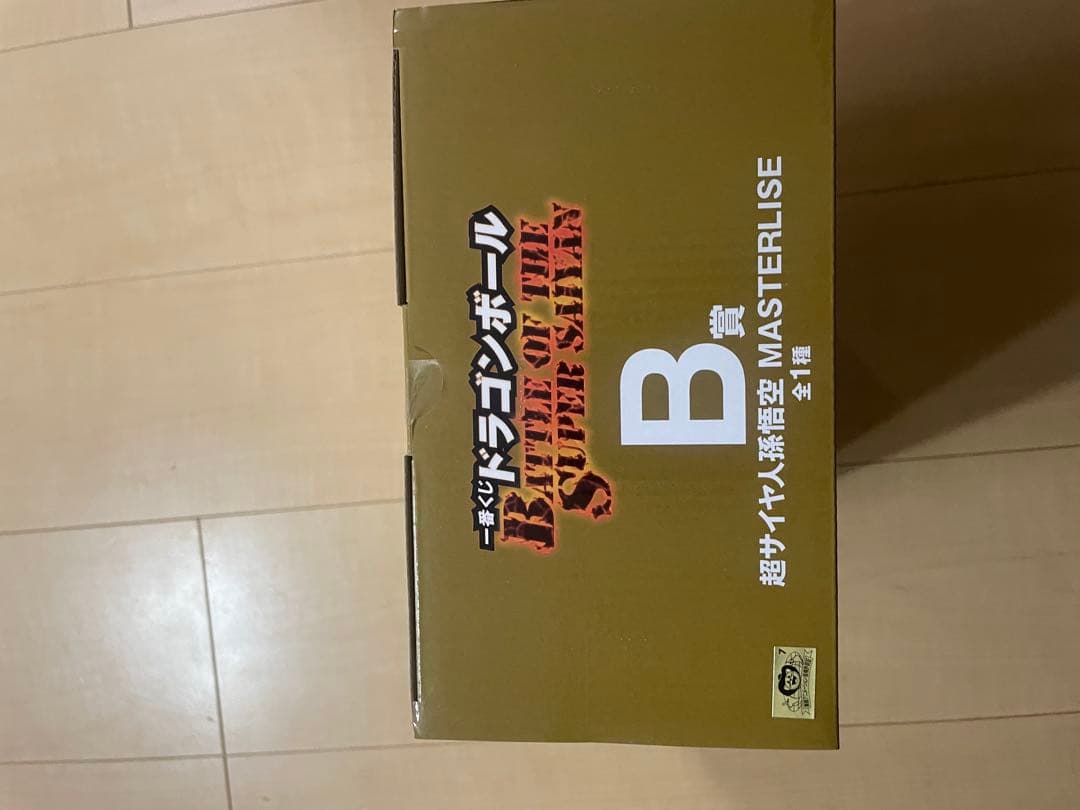 一番くじ
ドラゴンボール
BATTLE OF THE
SUPER SAIYAN
B賞
超サイヤ人孫悟空 MASTERLISE
全1種